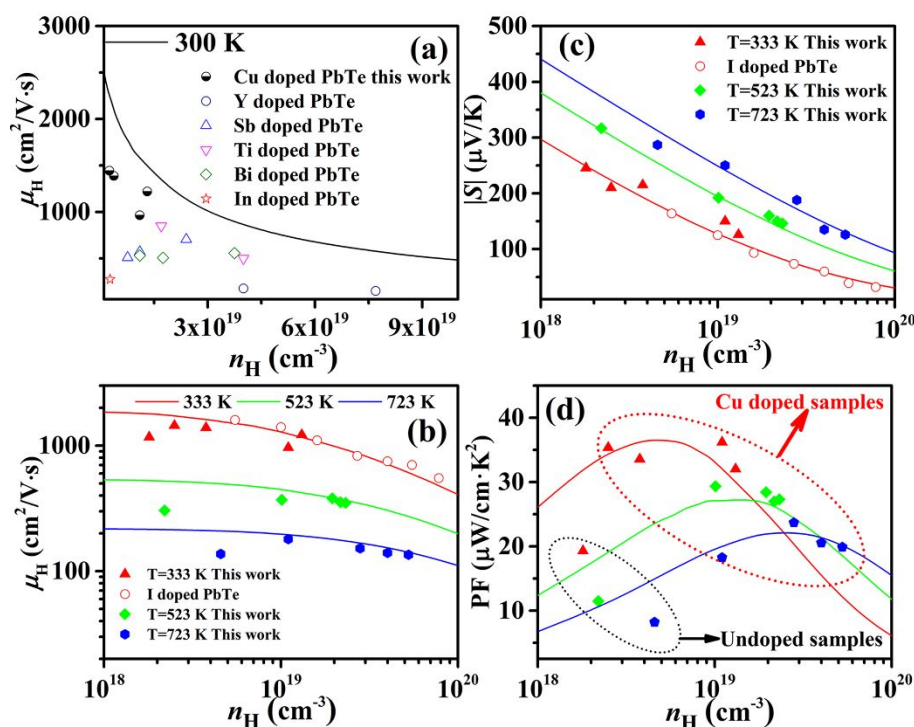 3000
2000
1000
μH (cm²/V·s)
300 K
(a)
Cu doped PbTe this work
Y doped PbTe
Sb doped PbTe
Ti doped PbTe
Bi doped PbTe
In doped PbTe
3x10¹⁹ 6x10¹⁹ 9x10¹⁹
nH (cm⁻³)
500
400
300
200
100
|S| (μV/K)
(c)
T=333 K This work
I doped PbTe
T=523 K This work
T=723 K This work
10¹⁸ 10¹⁹ 10²⁰
nH (cm⁻³)
1000
100
μH (cm²/V·s)
333 K 523 K 723 K
(b)
T=333 K This work
I doped PbTe
T=523 K This work
T=723 K This work
10¹⁸ 10¹⁹ 10²⁰
nH (cm⁻³)
40
30
20
10
PF (μW/cm·K²)
Cu doped samples
(d)
Undoped samples
10¹⁸ 10¹⁹ 10²⁰
nH (cm⁻³)